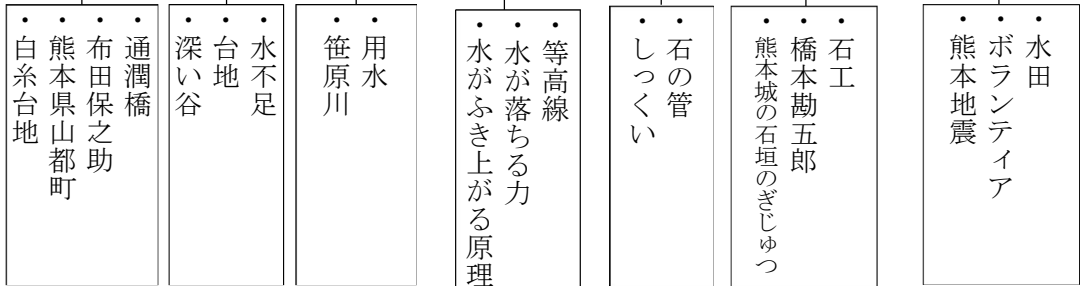 ・水田
・ボランティア
・熊本地震
・石工
・橋本勘五郎
・熊本城の石垣のぎじゅつ
・石の管
・しっくい
・等高線
・水が落ちる力
・水がふき上がる原理
・用水
・笹原川
・水不足
・台地
・深い谷
・通潤橋
・布田保之助
・熊本県山都町
・白糸台地